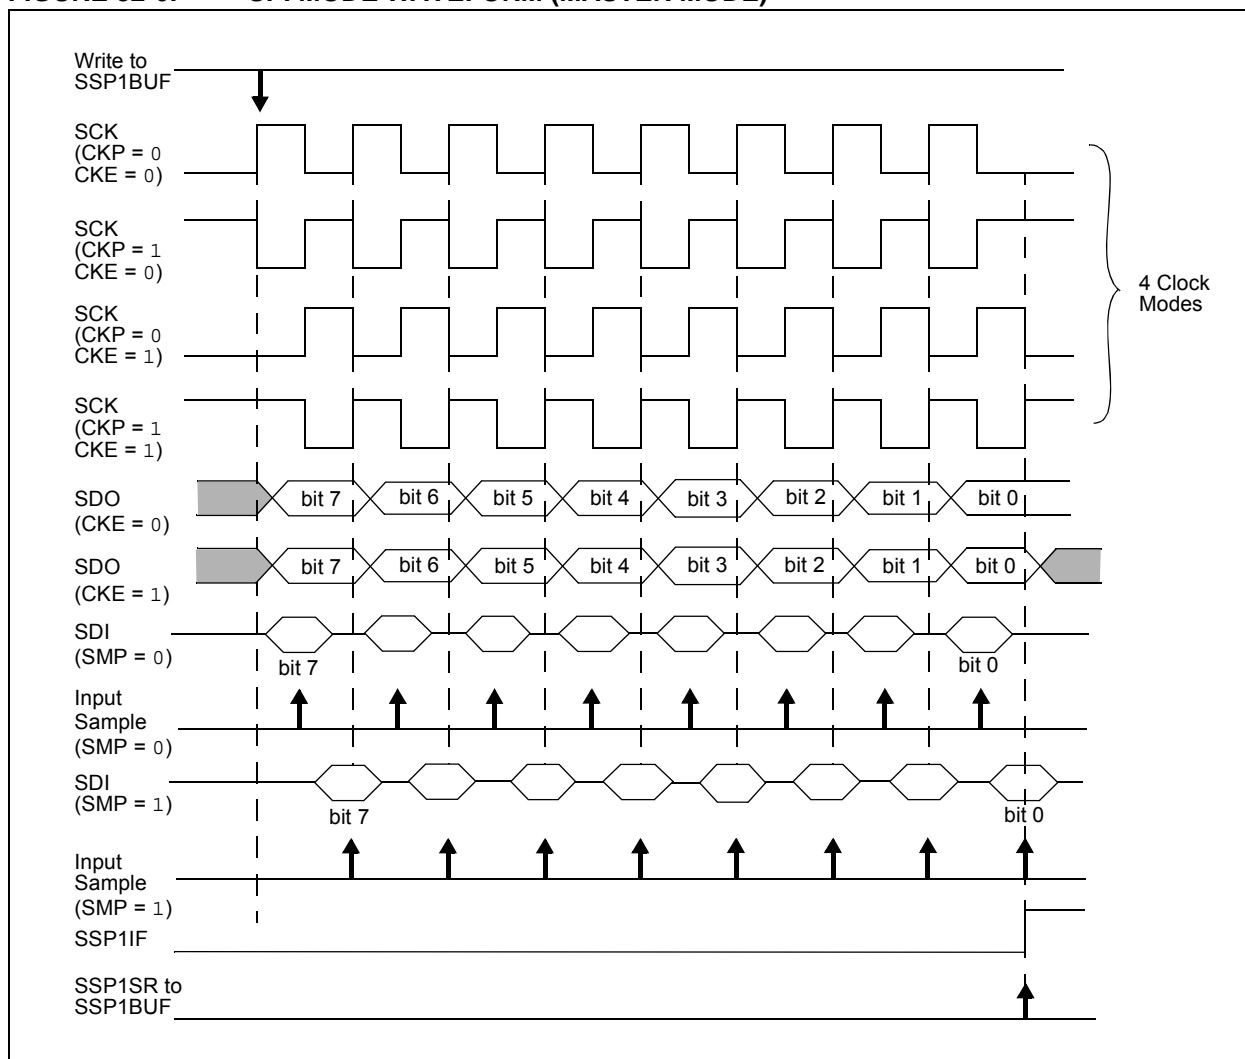 Write to
SSP1BUF
SCK
(CKP = 0
CKE = 0)
SCK
(CKP = 1
CKE = 0)
4 Clock
Modes
SCK
(CKP = 0
CKE = 1)
SCK
(CKP = 1
CKE = 1)
SDO
(CKE = 0)
bit 7 bit 6 bit 5 bit 4 bit 3 bit 2 bit 1 bit 0
SDO
(CKE = 1)
bit 7 bit 6 bit 5 bit 4 bit 3 bit 2 bit 1 bit 0
SDI
(SMP = 0)
bit 7 bit 0
Input
Sample
(SMP = 0)
SDI
(SMP = 1)
bit 7 bit 0
Input
Sample
(SMP = 1)
SSP1IF
SSP1SR to
SSP1BUF